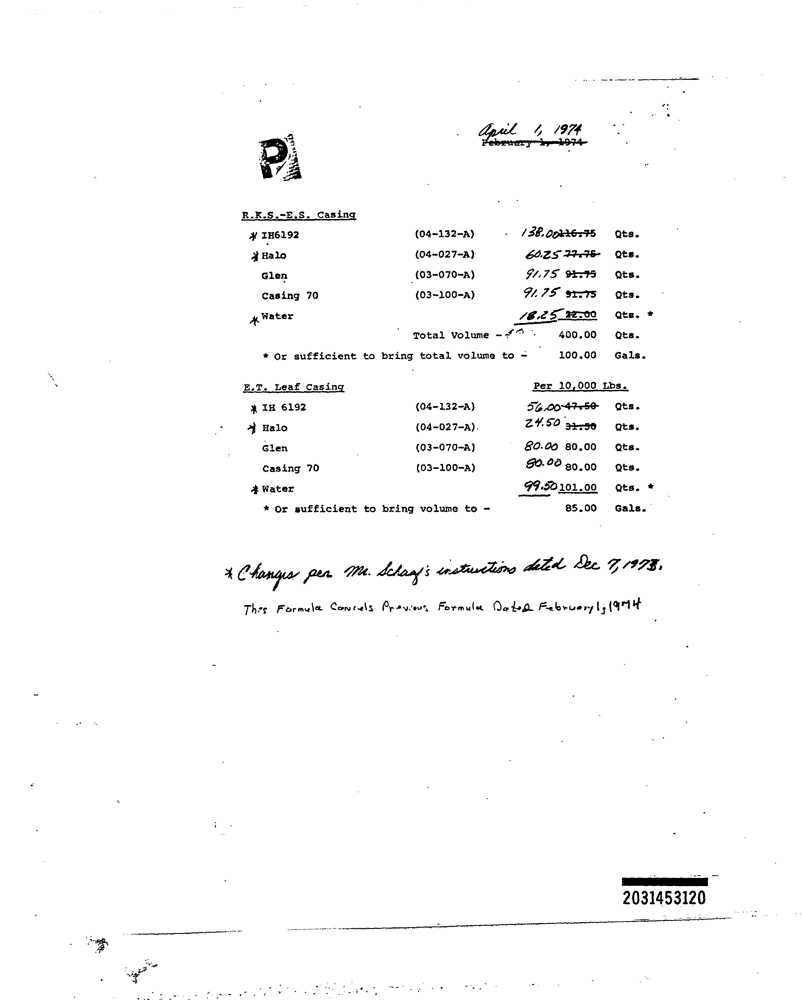 April 1, 1974
February 1, 1974
R.K.S.-E.S. Casing
* IH6192 (04-132-A) 138.00 116.75 Qts.
* Halo (04-027-A) 60.25 77.75 Qts.
Glen (03-070-A) 91.75 91.75 Qts.
Casing 70 (03-100-A) 91.75 91.75 Qts.
* Water 18.25 22.00 Qts. *
Total Volume - 400.00 Qts.
* Or sufficient to bring total volume to - 100.00 Gals.
E.T. Leaf Casing Per 10,000 Lbs.
* IH 6192 (04-132-A) 56.00 47.50 Qts.
* Halo (04-027-A). 24.50 31.50 Qts.
Glen (03-070-A) 80.00 80.00 Qts.
Casing 70 (03-100-A) 80.00 80.00 Qts.
* Water 99.50 101.00 Qts. *
* Or sufficient to bring volume to - 85.00 Gals.
* Changes per Mr. instructions dated Dec 7, 1973.
This Formula Cancels Previous Formula Dated February 1, 1974
2031453120